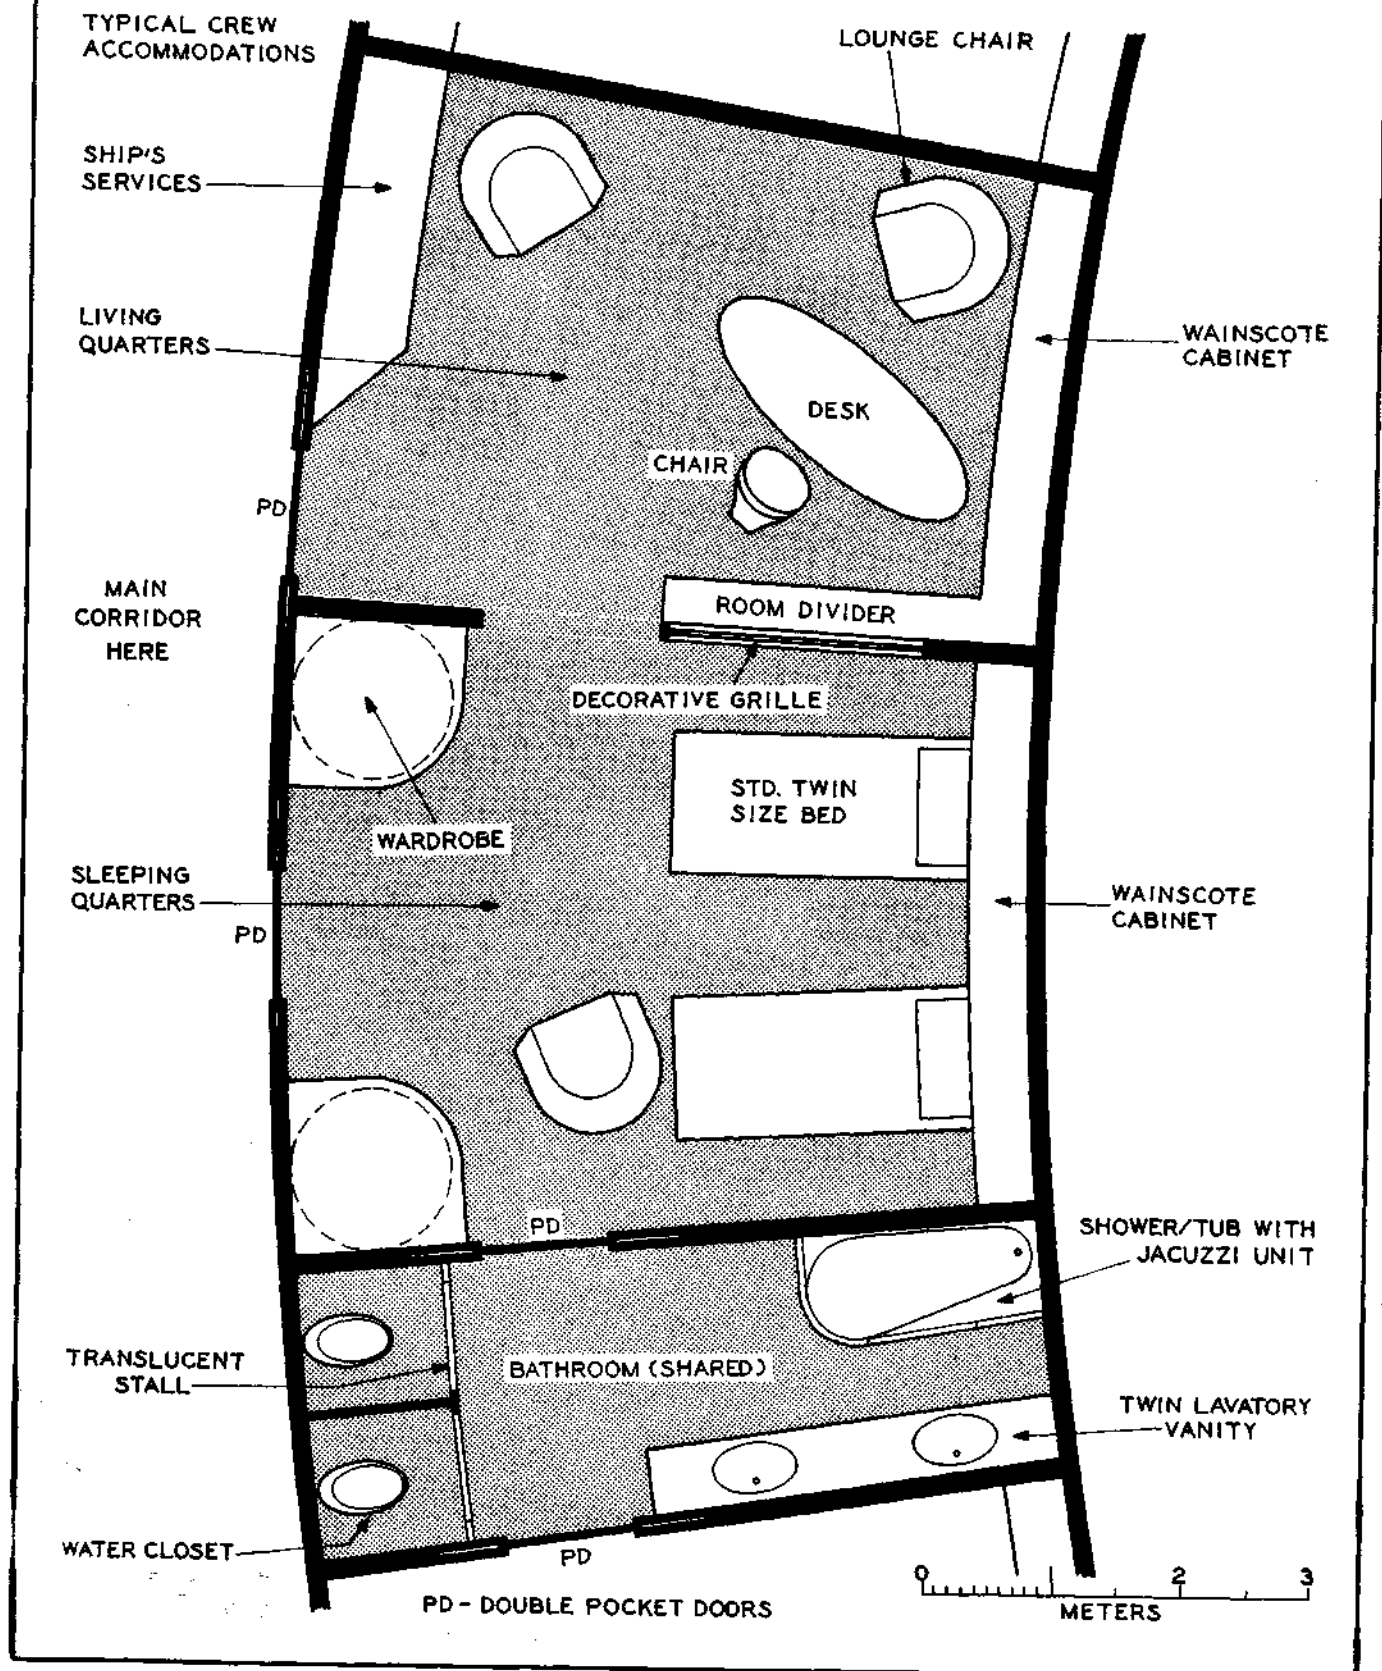 TYPICAL CREW
ACCOMMODATIONS
LOUNGE CHAIR
SHIP'S
SERVICES
LIVING
QUARTERS
WAINSCOTE
CABINET
DESK
CHAIR
PD
MAIN
CORRIDOR
HERE
ROOM DIVIDER
DECORATIVE GRILLE
STD. TWIN
SIZE BED
WARDROBE
SLEEPING
QUARTERS
WAINSCOTE
CABINET
PD
PD
SHOWER/TUB WITH
JACUZZI UNIT
TRANSLUCENT
STALL
BATHROOM (SHARED)
TWIN LAVATORY
VANITY
WATER CLOSET
PD
0 2 3
METERS
PD - DOUBLE POCKET DOORS